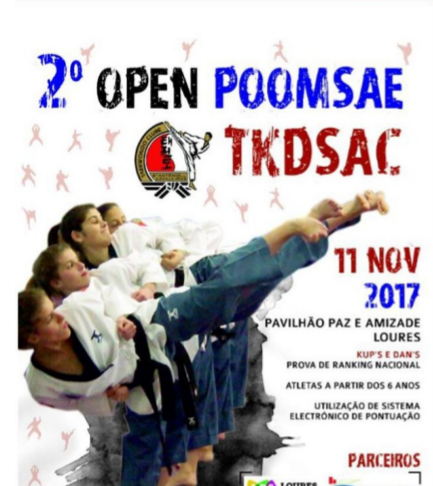 2º OPEN POOMSAE
TKDSAC
11 NOV
2017
PAVILHÃO PAZ E AMIZADE
LOURES
KUP'S E DAN'S
PROVA DE RANKING NACIONAL
ATLETAS A PARTIR DOS 6 ANOS
UTILIZAÇÃO DE SISTEMA
ELECTRÓNICO DE PONTUAÇÃO
PARCEIROS
LOURES